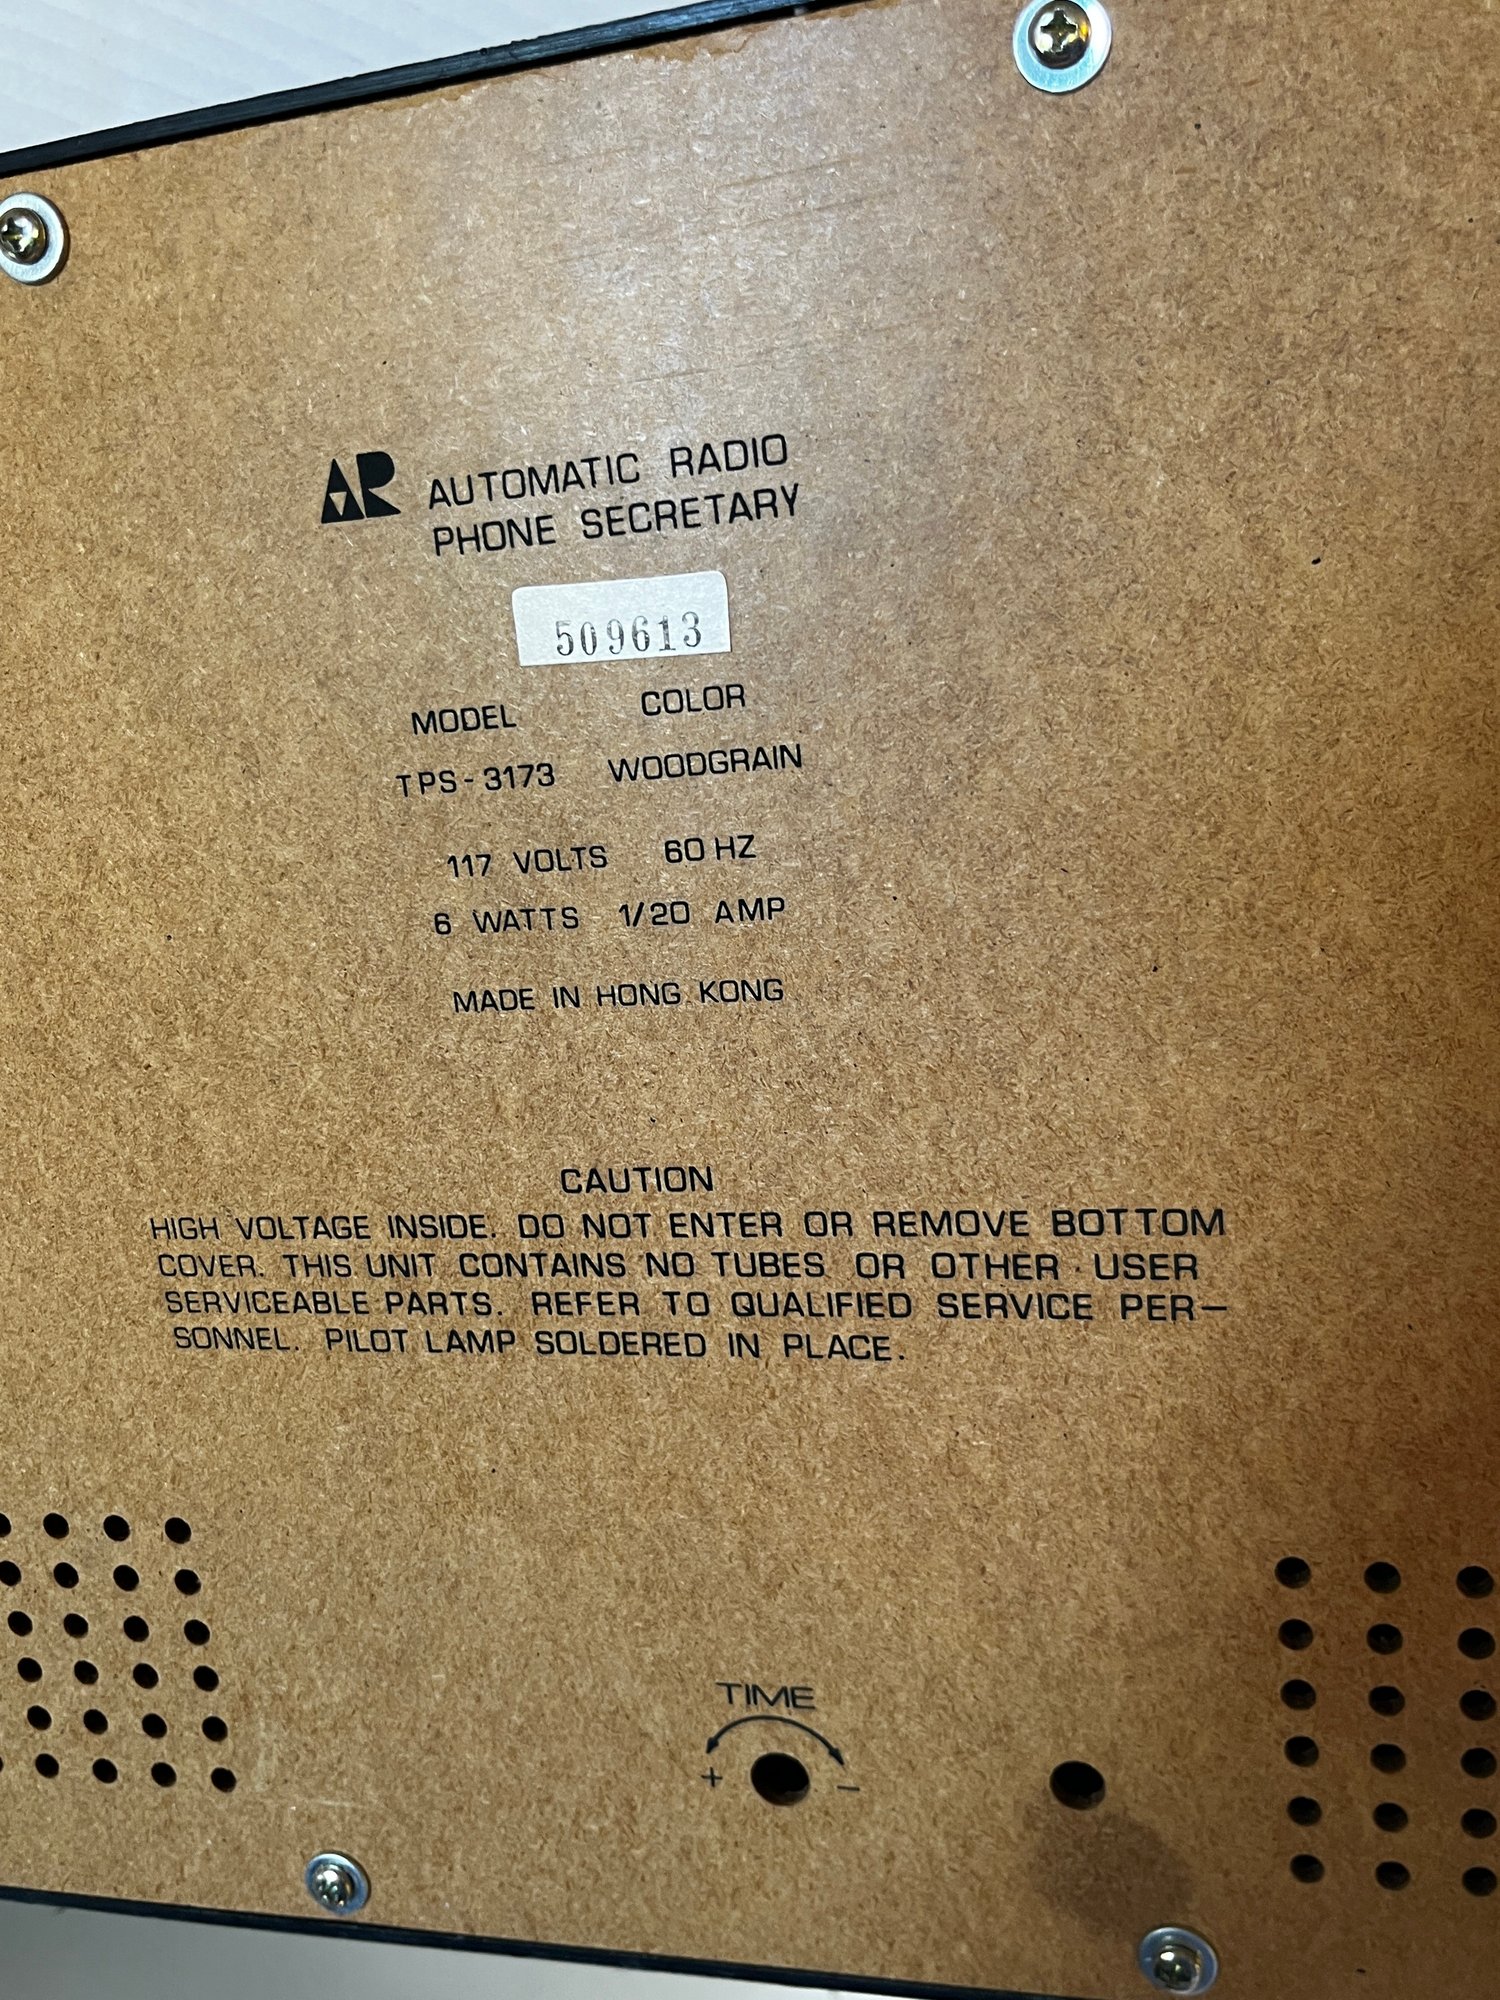 AR AUTOMATIC RADIO
PHONE SECRETARY
509613
MODEL COLOR
TPS-3173 WOODGRAIN
117 VOLTS 60 HZ
6 WATTS 1/20 AMP
MADE IN HONG KONG
CAUTION
HIGH VOLTAGE INSIDE. DO NOT ENTER OR REMOVE BOTTOM
COVER. THIS UNIT CONTAINS NO TUBES OR OTHER USER
SERVICEABLE PARTS. REFER TO QUALIFIED SERVICE PER-
SONNEL. PILOT LAMP SOLDERED IN PLACE.
TIME
+ -